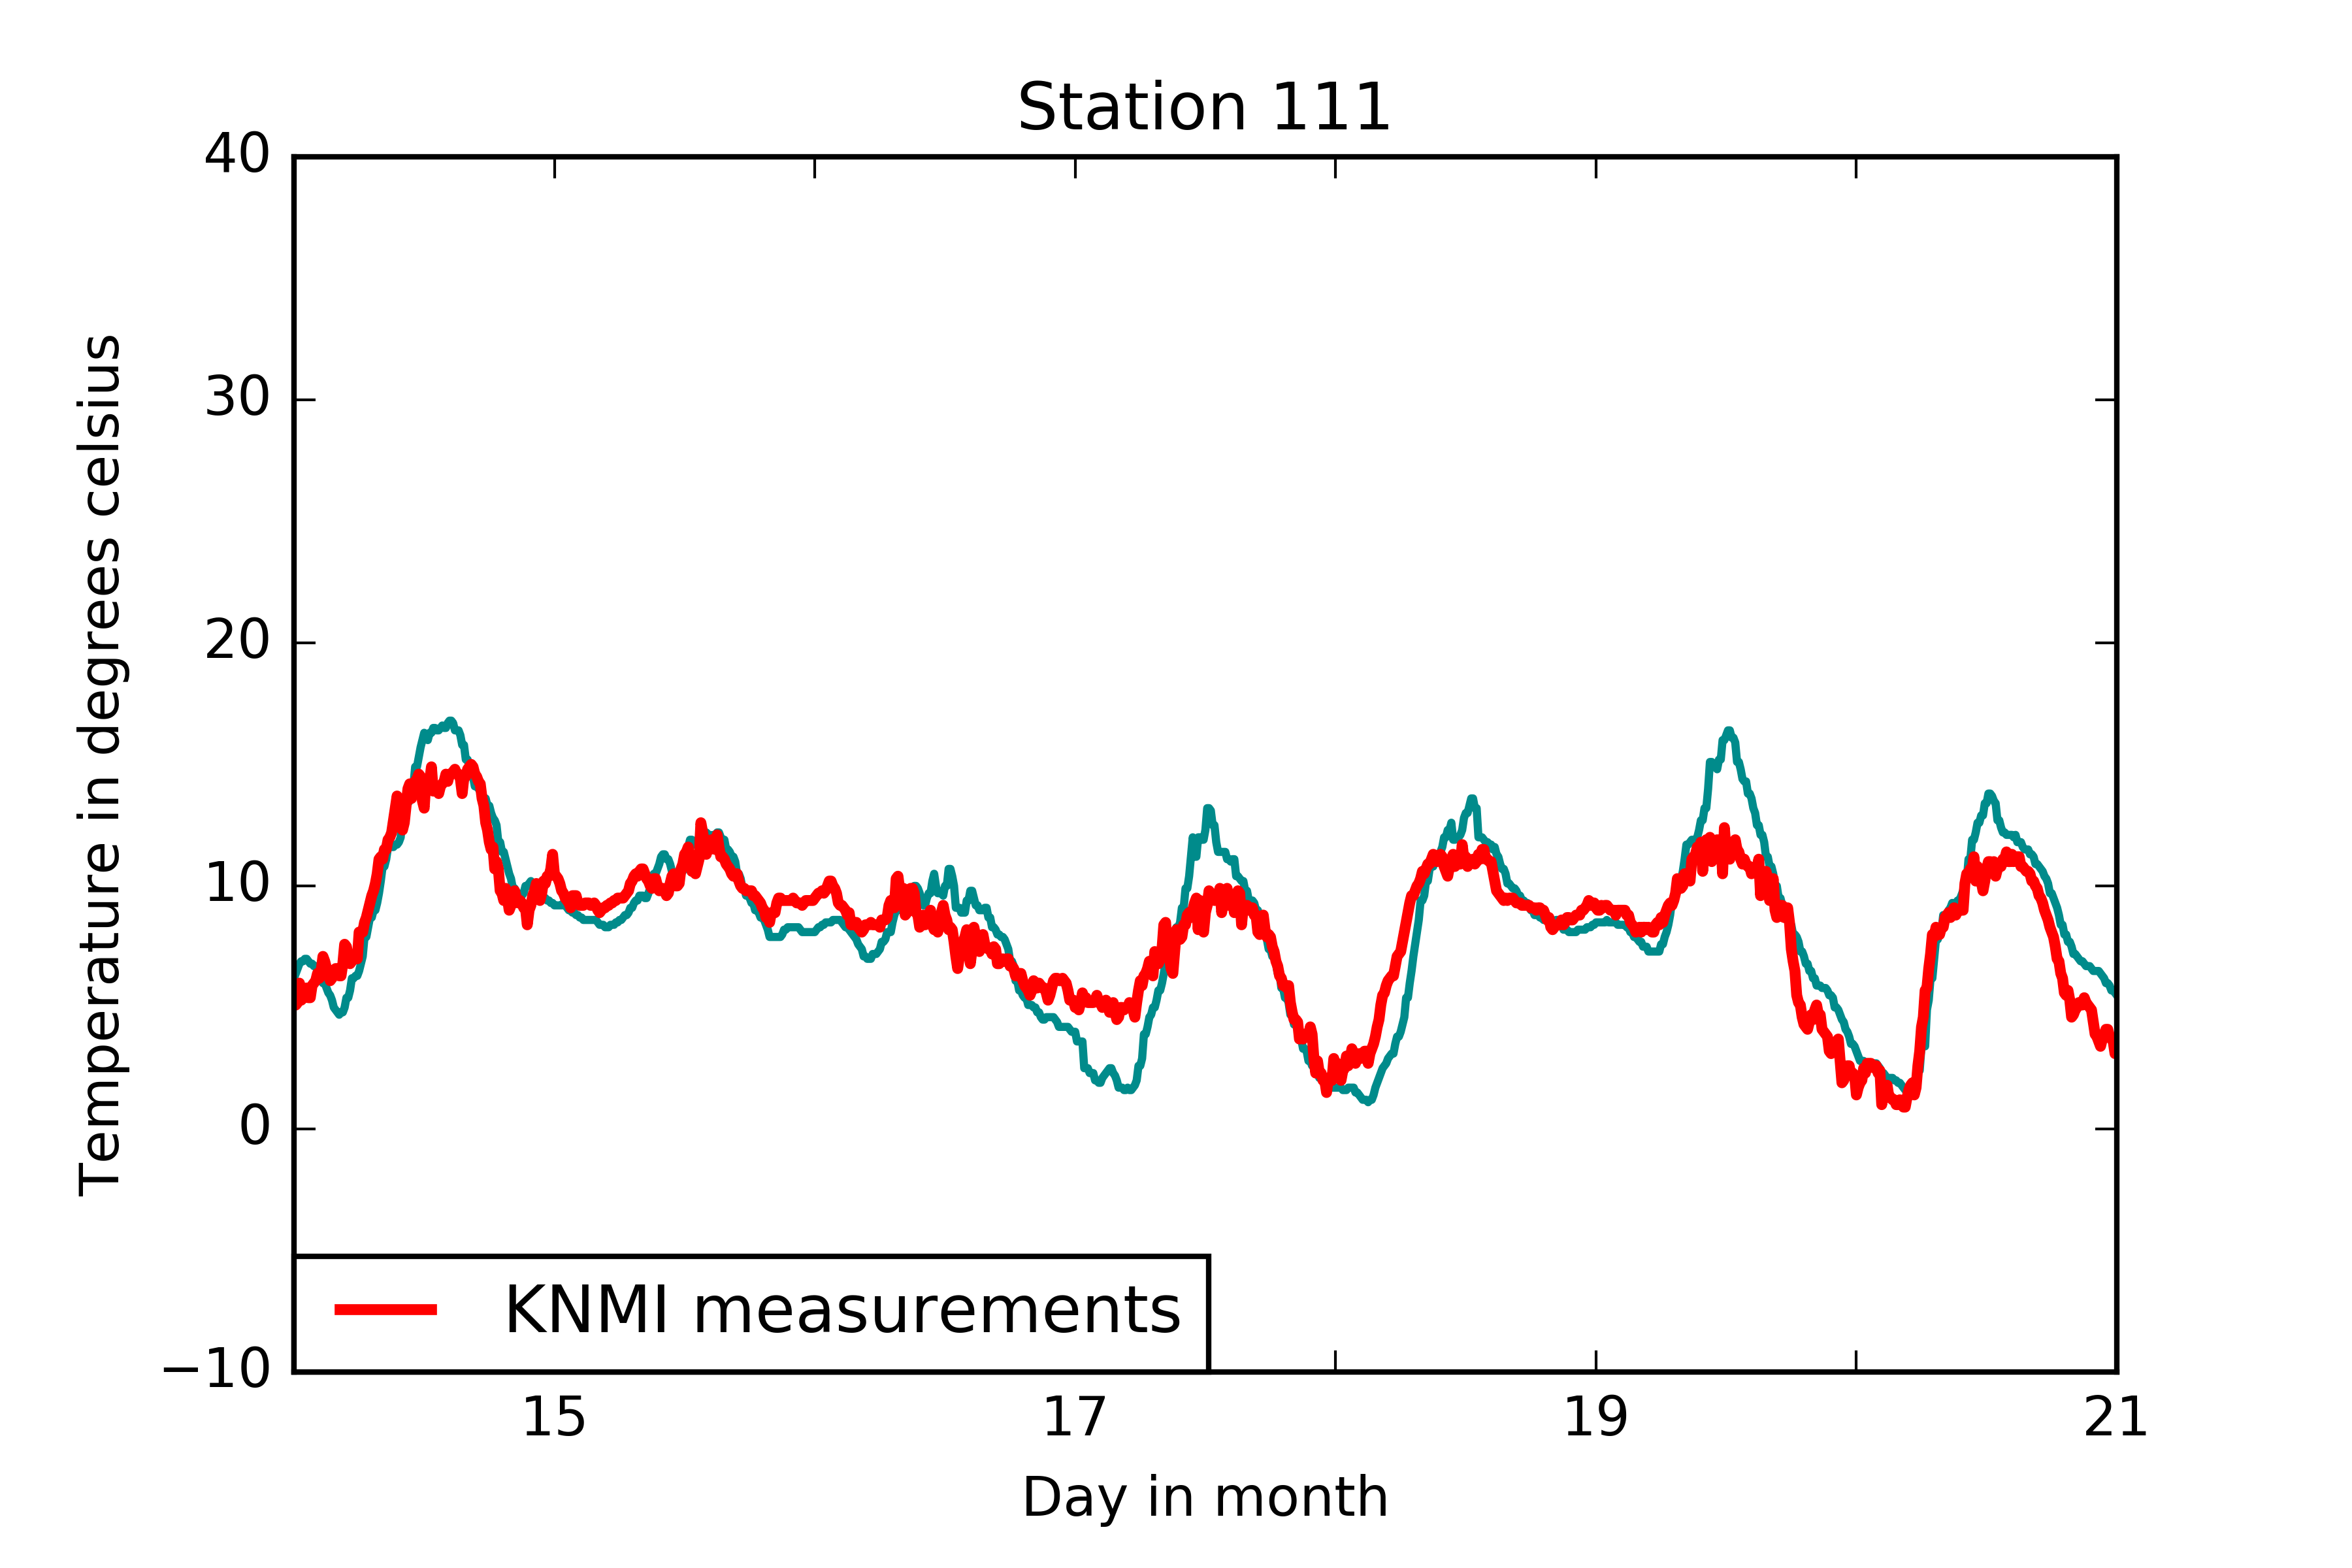 Station 111
40
30
20
10
0
−10
Temperature in degrees celsius
KNMI measurements
15 17 19 21
Day in month